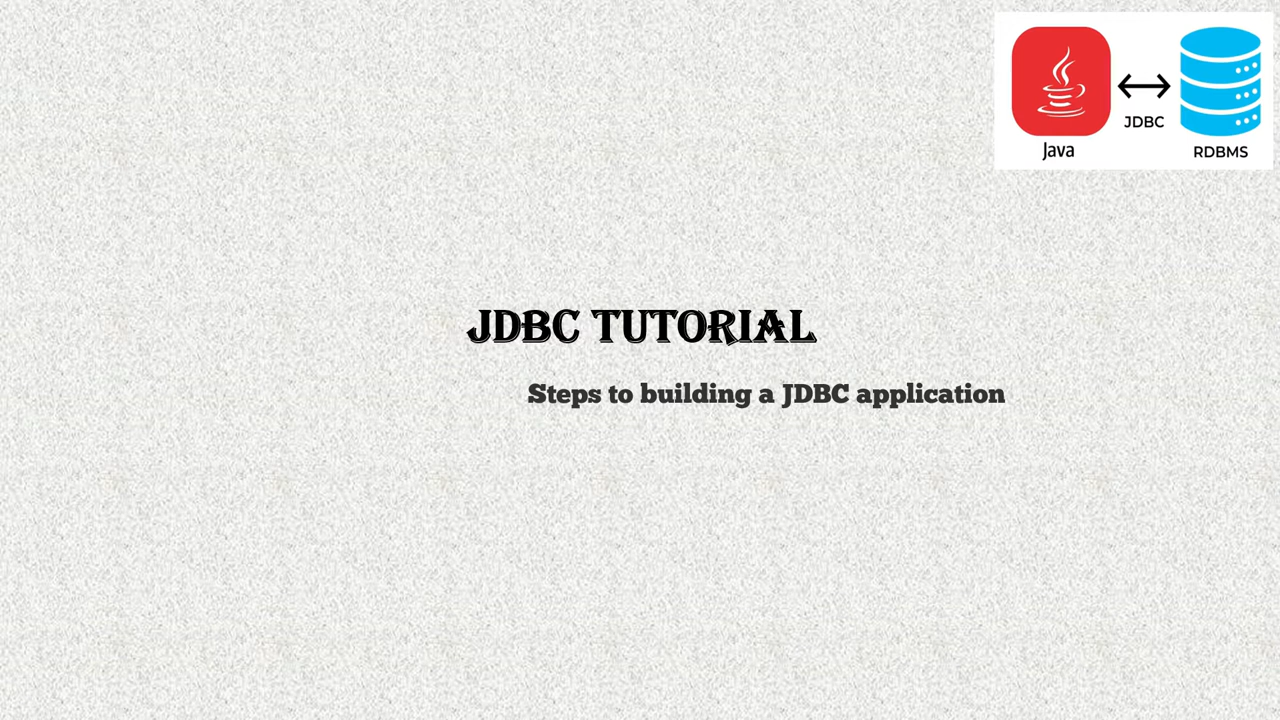 JDBC
Java
RDBMS
JDBC TUTORIAL
Steps to building a JDBC application